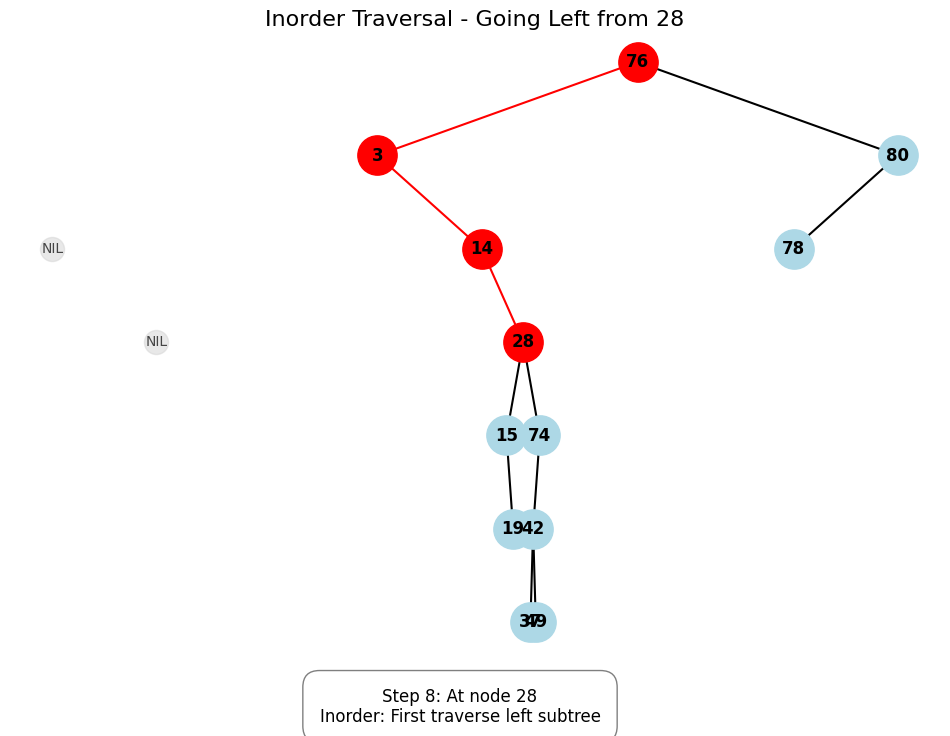 Inorder Traversal - Going Left from 28
76
3
80
NIL
14
78
NIL
28
15
74
19
42
49
Step 8: At node 28
Inorder: First traverse left subtree